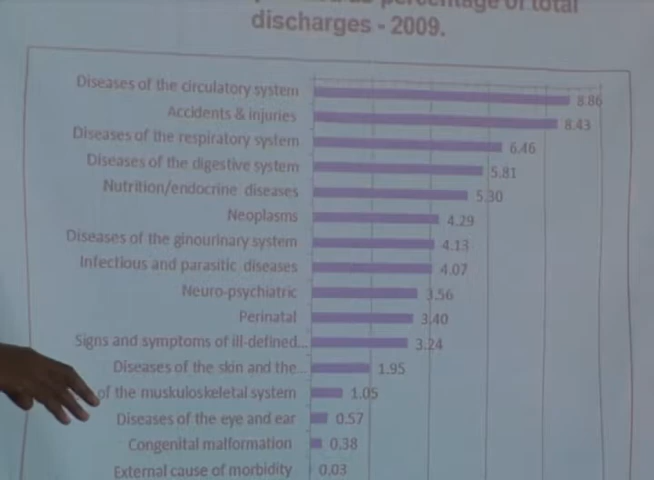 percentage of total
discharges - 2009.
Diseases of the circulatory system 8.86
Accidents & injuries 8.43
Diseases of the respiratory system 6.46
Diseases of the digestive system 5.81
Nutrition/endocrine diseases 5.30
Neoplasms 4.29
Diseases of the ginourinary system 4.13
Infectious and parasitic diseases 4.07
Neuro-psychiatric 3.56
Perinatal 3.40
Signs and symptoms of ill-defined... 3.24
Diseases of the skin and the... 1.95
of the muskuloskeletal system 1.05
Diseases of the eye and ear 0.57
Congenital malformation 0.38
External cause of morbidity 0.03